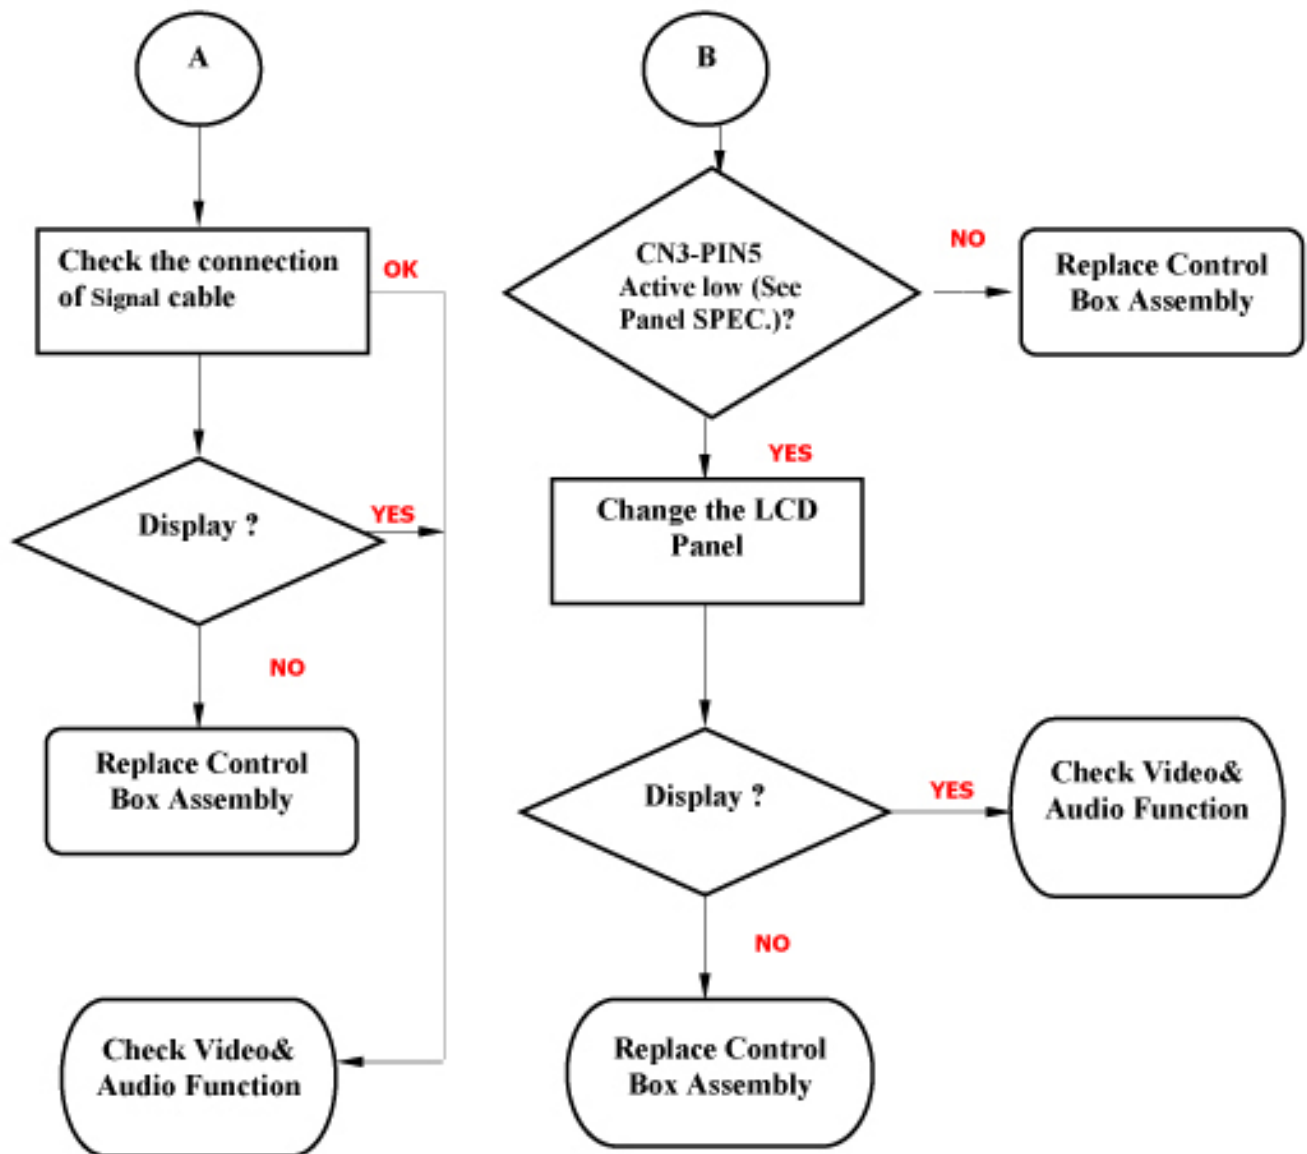 A
Check the connection
of Signal cable
OK
Display ?
YES
NO
Replace Control
Box Assembly
Check Video&
Audio Function
B
CN3-PIN5
Active low (See
Panel SPEC.)?
NO
Replace Control
Box Assembly
YES
Change the LCD
Panel
Display ?
YES
Check Video&
Audio Function
NO
Replace Control
Box Assembly